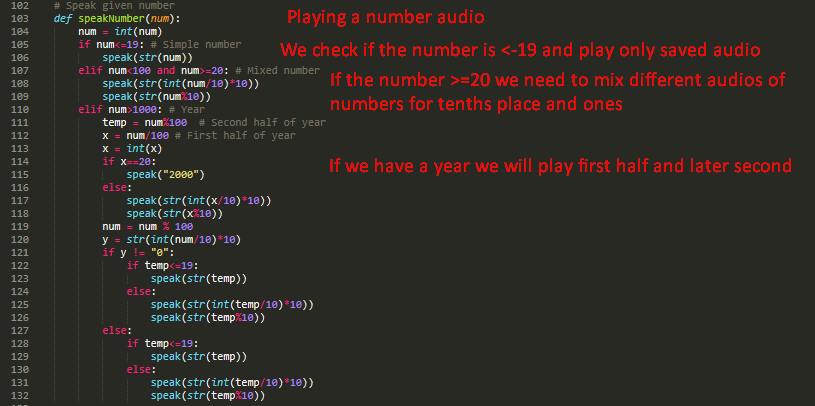 102 # Speak given number
103 def speakNumber(num): Playing a number audio
104 num = int(num)
105 if num<=19: # Simple number We check if the number is <-19 and play only saved audio
106 speak(str(num))
107 elif num<100 and num>=20: # Mixed number If the number >=20 we need to mix different audios of
108 speak(str(int(num/10)*10)) numbers for tenths place and ones
109 speak(str(num%10))
110 elif num>1000: # Year
111 temp = num%100 # Second half of year
112 x = num/100 # First half of year
113 x = int(x)
114 if x==20: If we have a year we will play first half and later second
115 speak("2000")
116 else:
117 speak(str(int(x/10)*10))
118 speak(str(x%10))
119 num = num % 100
120 y = str(int(num/10)*10)
121 if y != "0":
122 if temp<=19:
123 speak(str(temp))
124 else:
125 speak(str(int(temp/10)*10))
126 speak(str(temp%10))
127 else:
128 if temp<=19:
129 speak(str(temp))
130 else:
131 speak(str(int(temp/10)*10))
132 speak(str(temp%10))